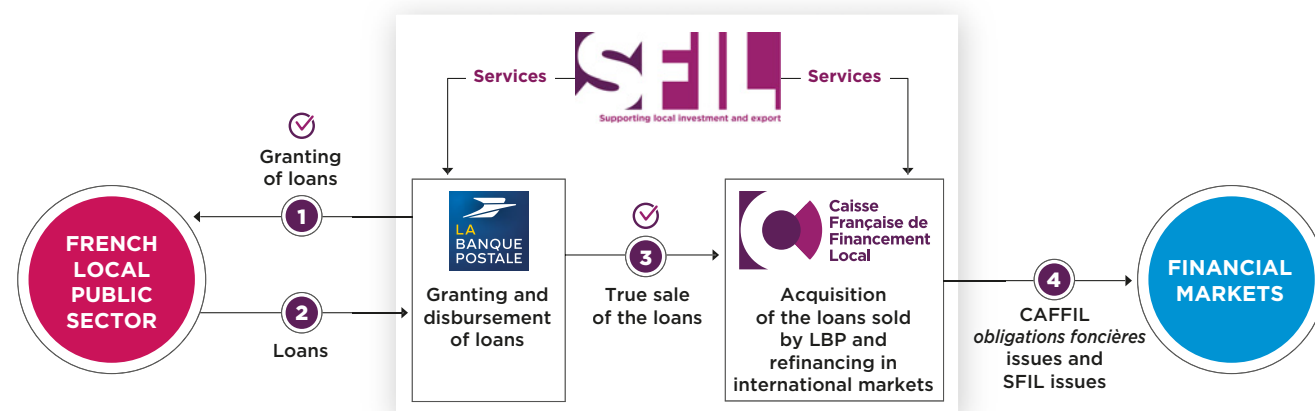 SFIL
Supporting local investment and export
Services
Services
Granting
of loans
1
FRENCH
LOCAL
PUBLIC
SECTOR
2
Loans
LA
BANQUE
POSTALE
Granting and
disbursement
of loans
3
True sale
of the loans
Caisse
Française de
Financement
Local
Acquisition
of the loans sold
by LBP and
refinancing in
international markets
4
CAFFIL
obligations foncières
issues and
SFIL issues
FINANCIAL
MARKETS